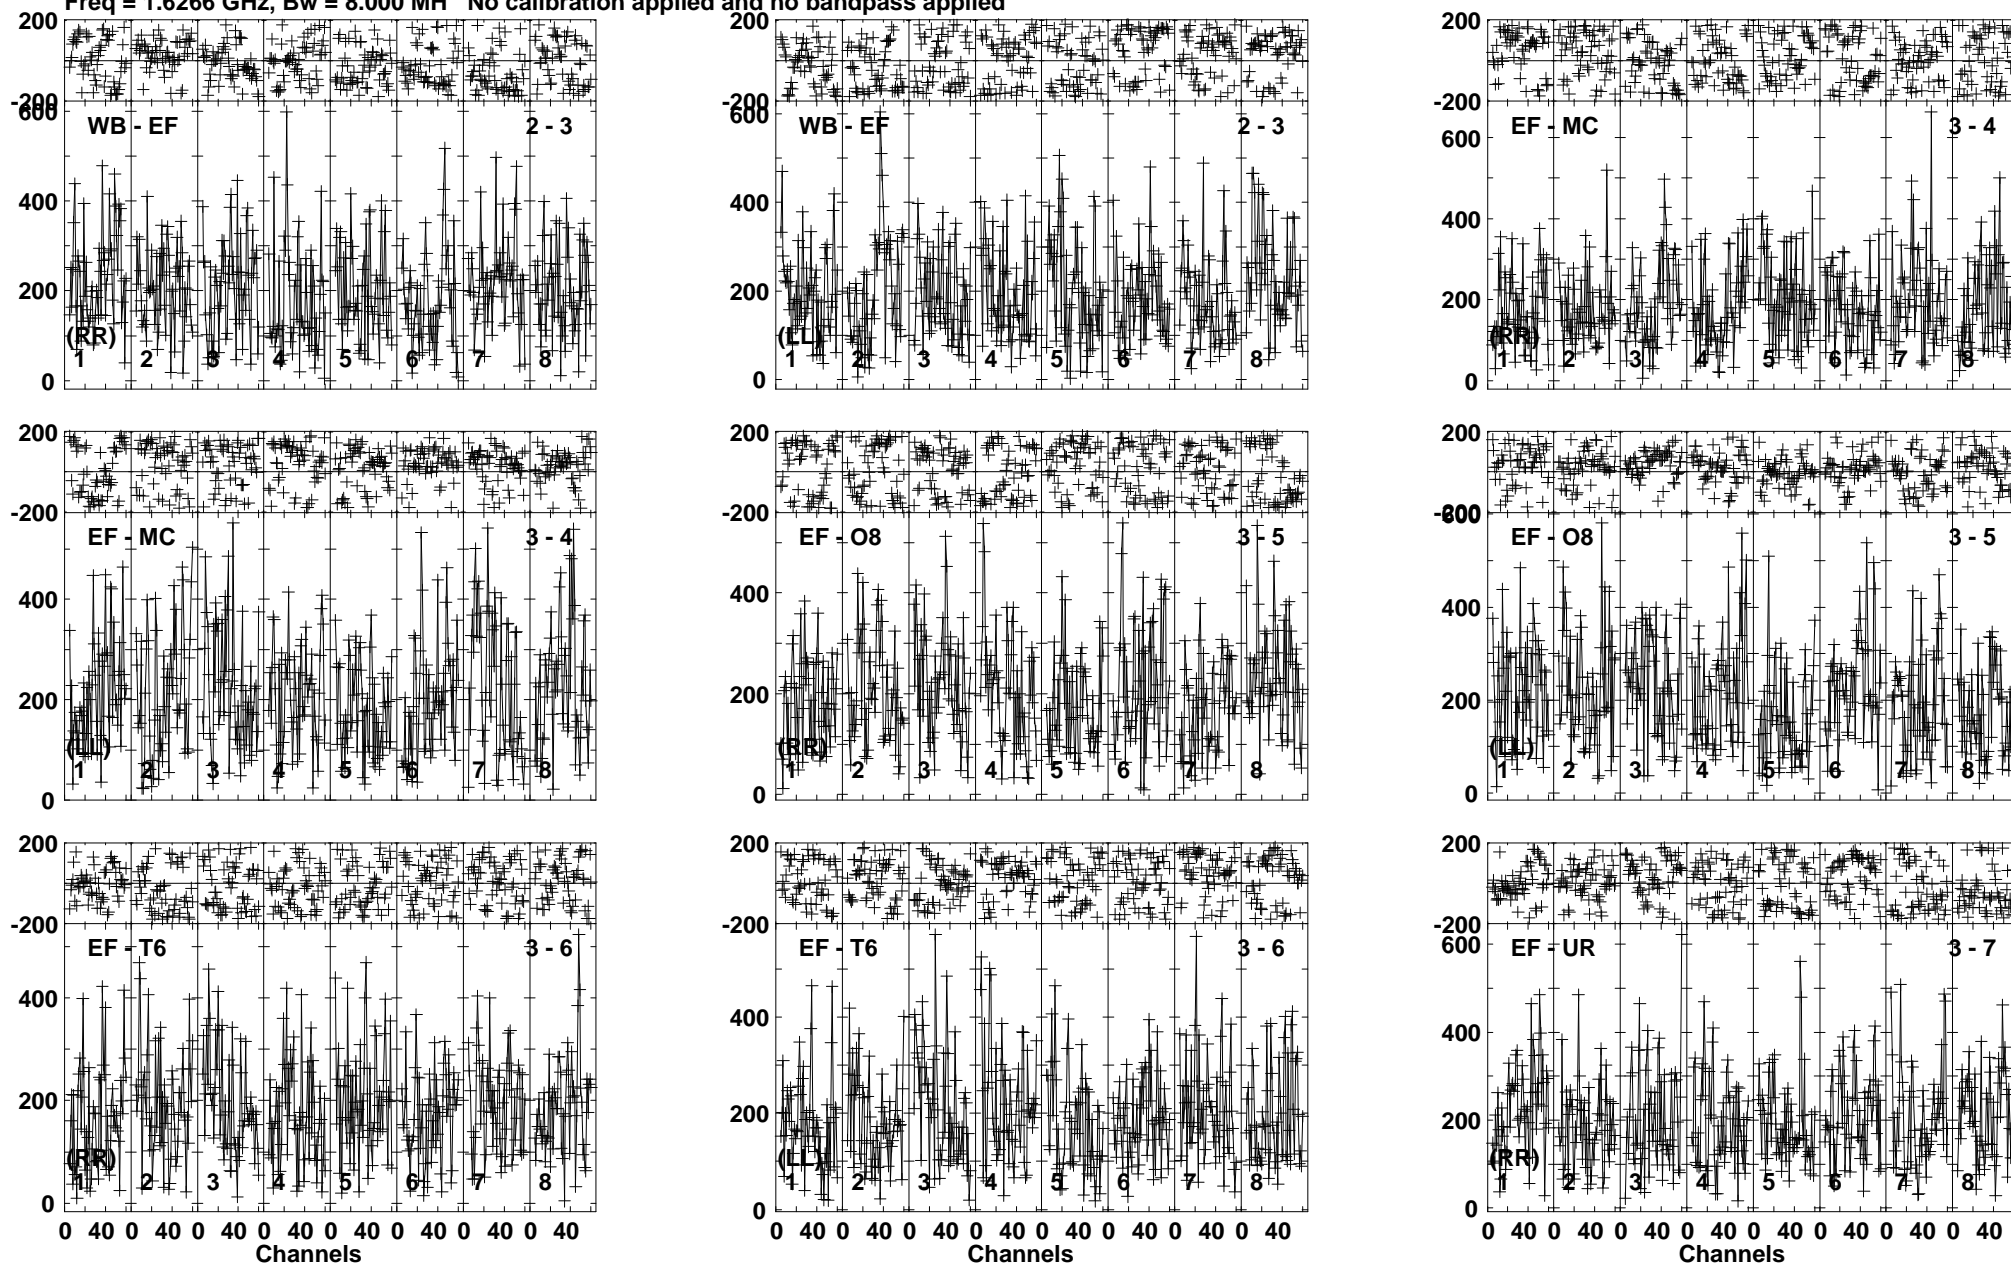 Freq = 1.6266 GHz, Bw = 8.000 MH No calibration applied and no bandpass applied
200 200 200
-200 -200 -200
600 WB - EF 2 - 3 600 WB - EF 2 - 3 600 EF - MC 3 - 4
400 400 400
200 200 200
(RR) (LL) (RR)
1 2 3 4 5 6 7 8 1 2 3 4 5 6 7 8 1 2 3 4 5 6 7 8
0 0 0
200 200 200
-200 -200 -200
600
EF - MC 3 - 4 EF - O8 3 - 5 EF - O8 3 - 5
400 400 400
200 200 200
(LL) (RR) (LL)
1 2 3 4 5 6 7 8 1 2 3 4 5 6 7 8 1 2 3 4 5 6 7 8
0 0 0
200 200 200
-200 -200 -200
EF - T6 3 - 6 EF - T6 3 - 6 600 EF - UR 3 - 7
400 400 400
200 200 200
(RR) (LL) (RR)
1 2 3 4 5 6 7 8 1 2 3 4 5 6 7 8 1 2 3 4 5 6 7 8
0 0 0
0 40 0 40 0 40 0 40 0 40 0 40 0 40 0 40 0 40 0 40 0 40 0 40 0 40 0 40 0 40 0 40 0 40 0 40 0 40 0 40 0 40 0 40 0 40 0 40
Channels Channels Channels